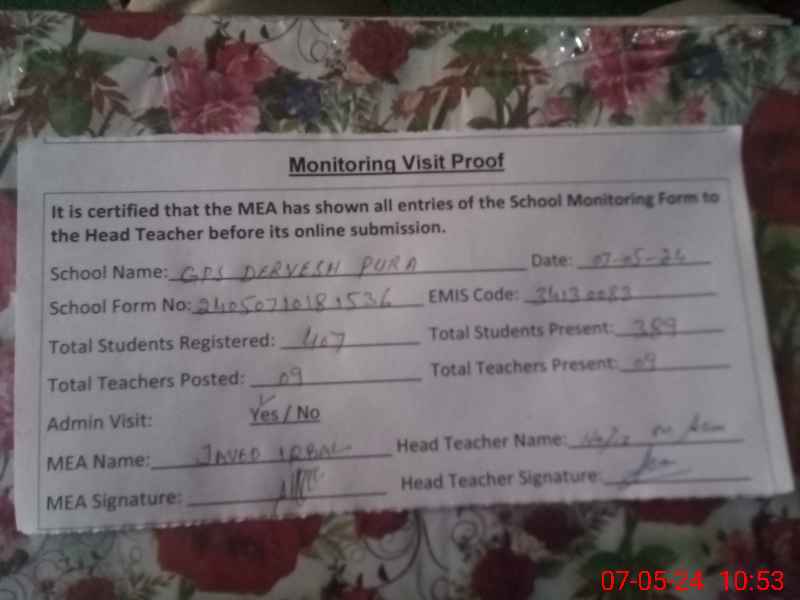 Monitoring Visit Proof
It is certified that the MEA has shown all entries of the School Monitoring Form to
the Head Teacher before its online submission.
School Name: GPS DERVESH PURA Date: 07-05-24
School Form No: EMIS Code: 34130083
Total Students Registered: 407 Total Students Present: 389
Total Teachers Posted: 09 Total Teachers Present: 09
Admin Visit: Yes / No
MEA Name: JAVED IQBAL Head Teacher Name:
MEA Signature: Head Teacher Signature:
07-05-24 10:53